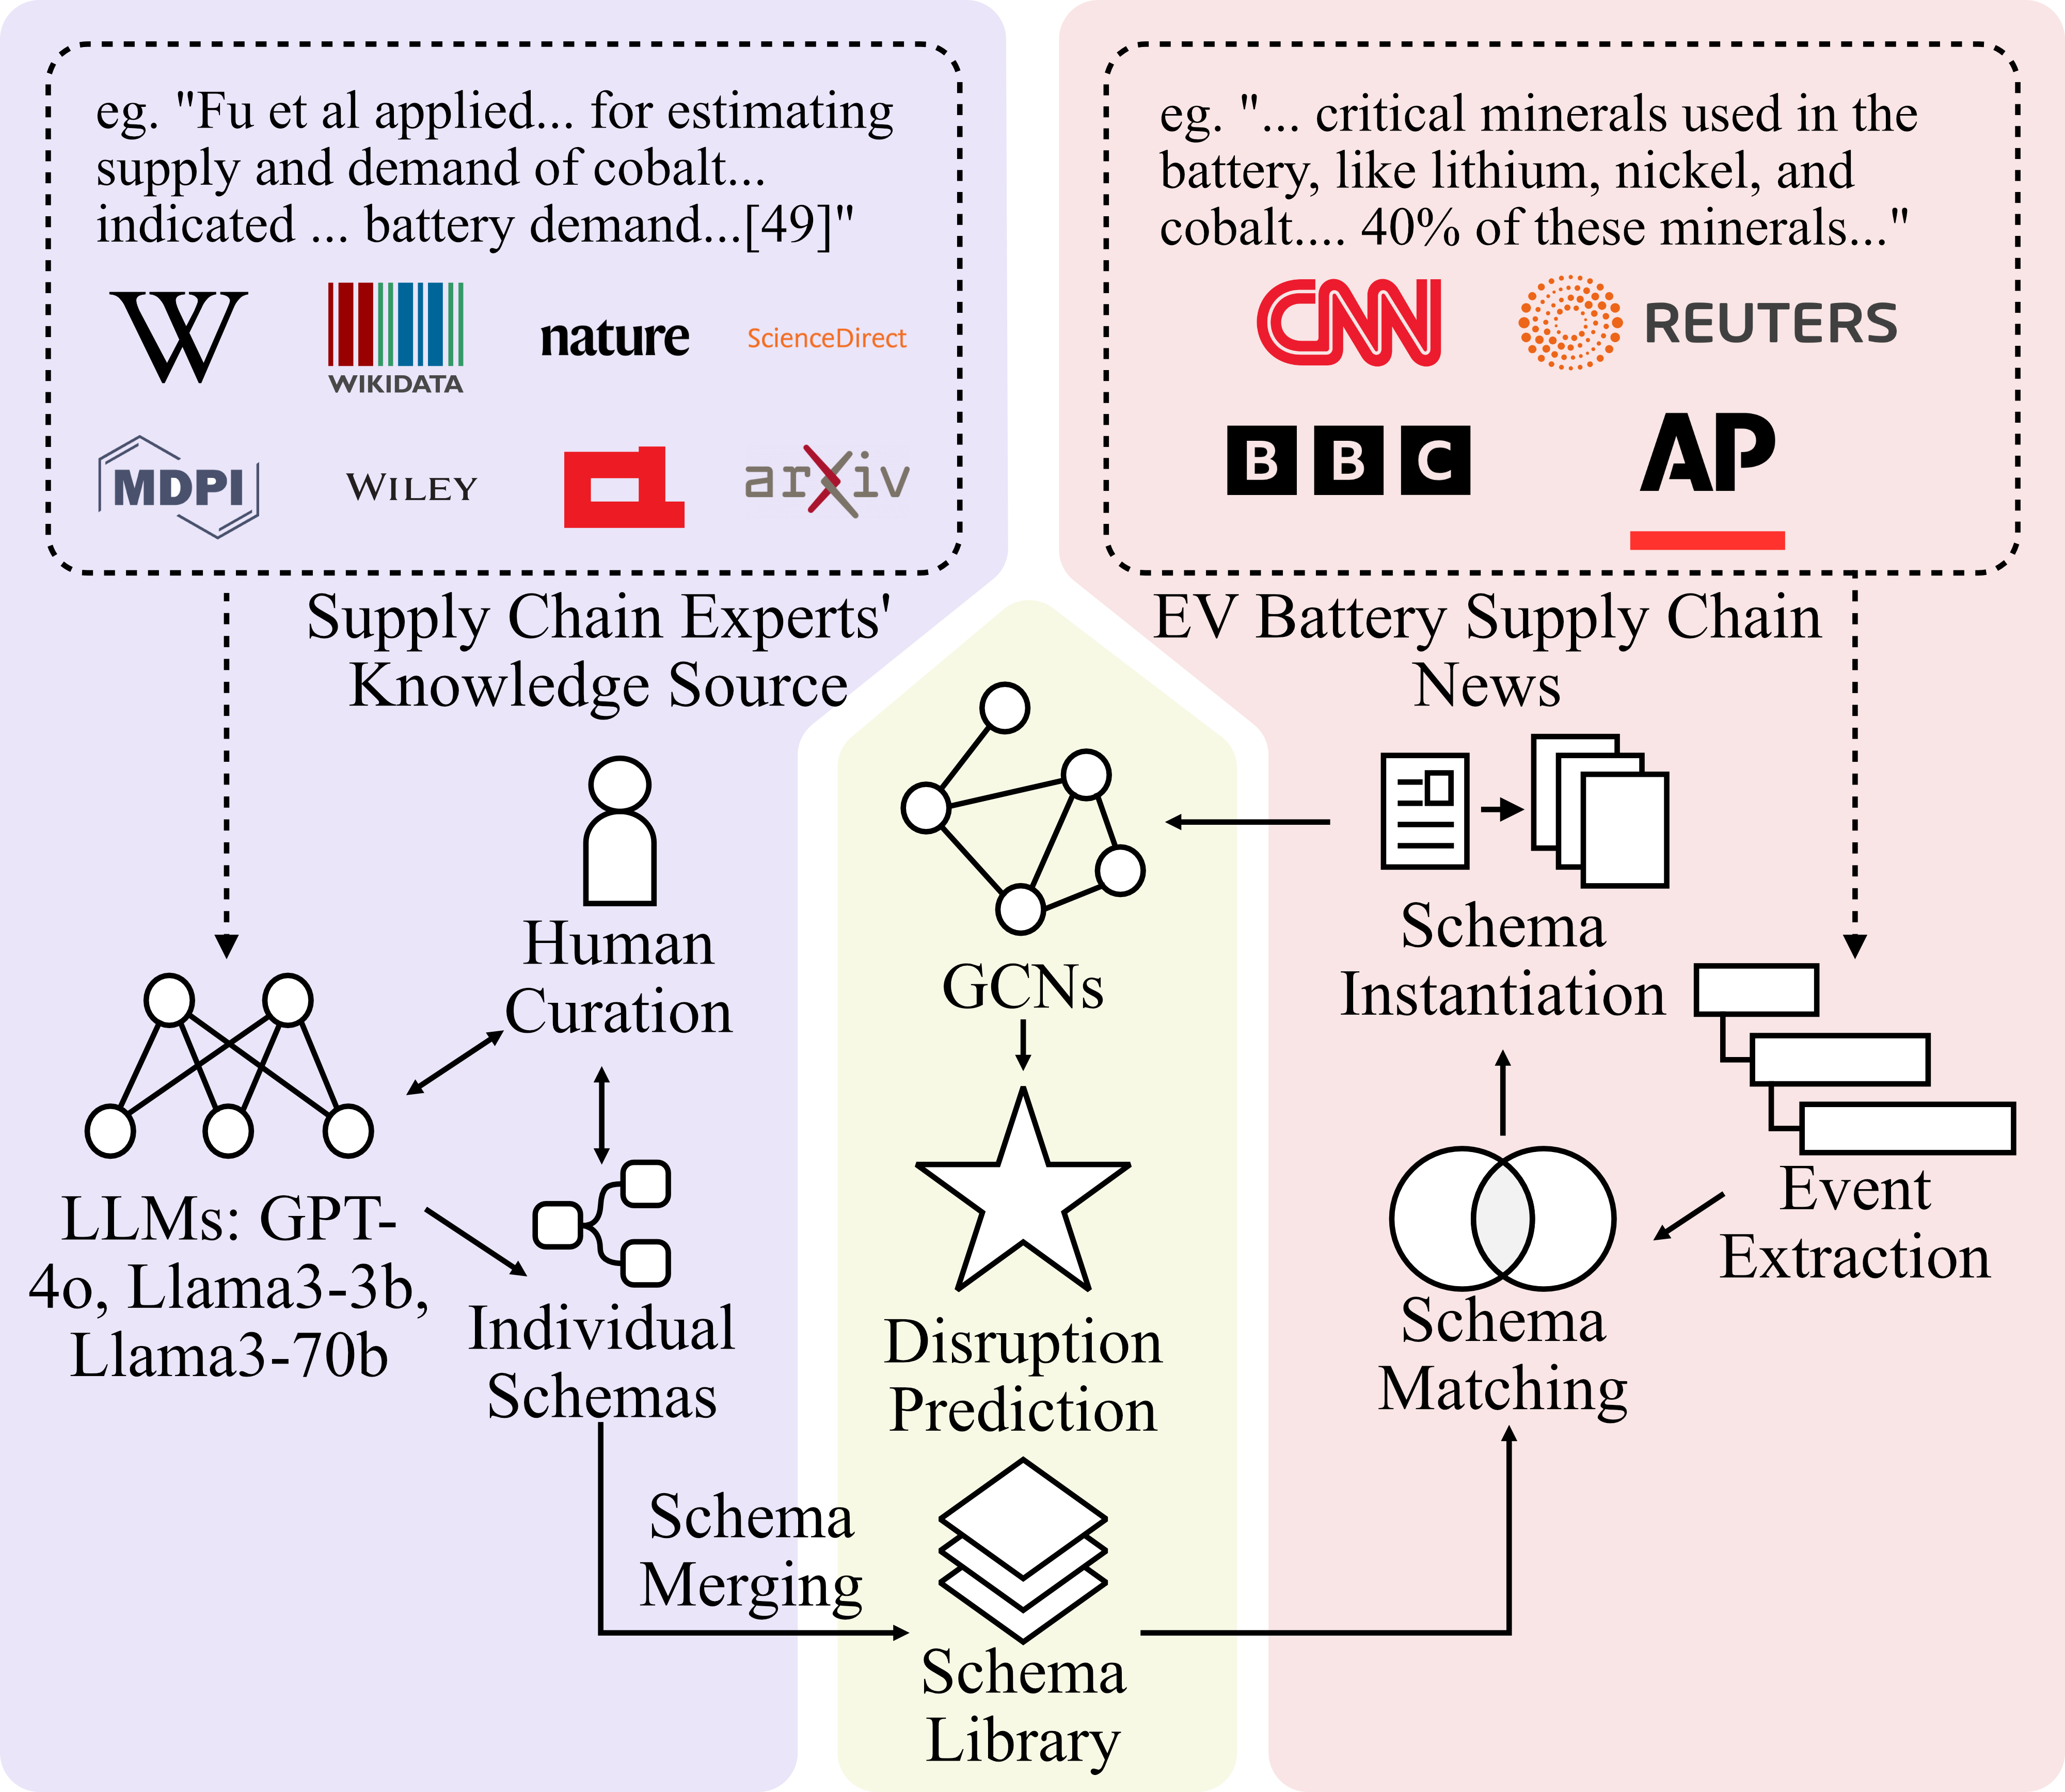 eg. "Fu et al applied... for estimating
supply and demand of cobalt...
indicated ... battery demand...[49]"
W
WIKIDATA
nature
ScienceDirect
MDPI
WILEY
arXiv
Supply Chain Experts'
Knowledge Source
eg. "... critical minerals used in the
battery, like lithium, nickel, and
cobalt.... 40% of these minerals..."
CNN
REUTERS
BBC
AP
EV Battery Supply Chain
News
Human
Curation
LLMs: GPT-
4o, Llama3-3b,
Llama3-70b
Individual
Schemas
Schema
Merging
GCNs
Disruption
Prediction
Schema
Library
Schema
Instantiation
Event
Extraction
Schema
Matching